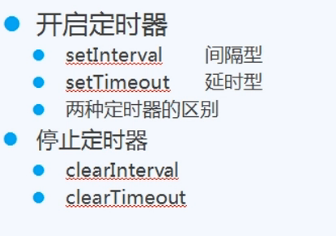 开启定时器
setInterval 间隔型
setTimeout 延时型
两种定时器的区别
停止定时器
clearInterval
clearTimeout